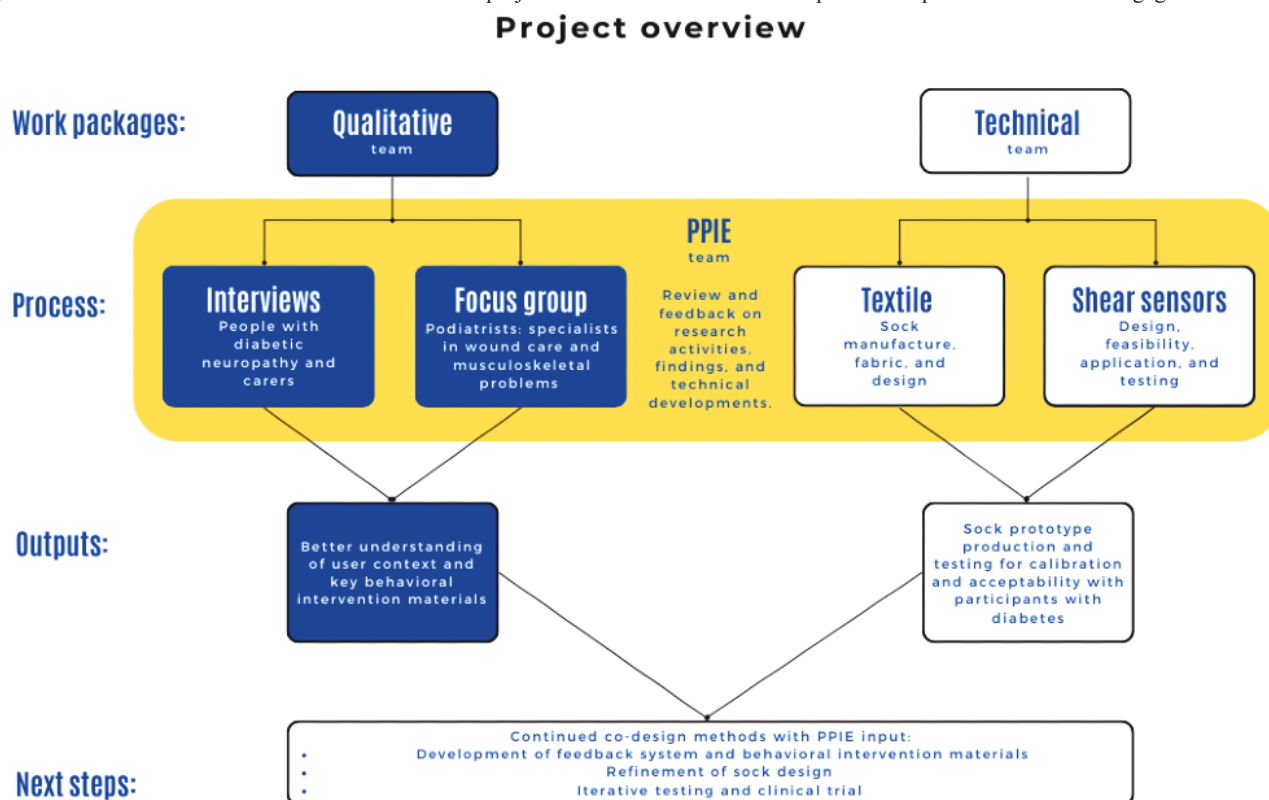 Project overview
Work packages:
Qualitative
team
Technical
team
Process:
Interviews
People with
diabetic
neuropathy and
carers
Focus group
Podiatrists: specialists
in wound care and
musculoskeletal
problems
PPIE
team
Review and
feedback on
research
activities,
findings, and
technical
developments.
Textile
Sock
manufacture,
fabric, and
design
Shear sensors
Design,
feasibility,
application, and
testing
Outputs:
Better understanding
of user context and
key behavioral
intervention materials
Sock prototype
production and
testing for calibration
and acceptability with
participants with
diabetes
Next steps:
Continued co-design methods with PPIE input:
• Development of feedback system and behavioral intervention materials
• Refinement of sock design
• Iterative testing and clinical trial